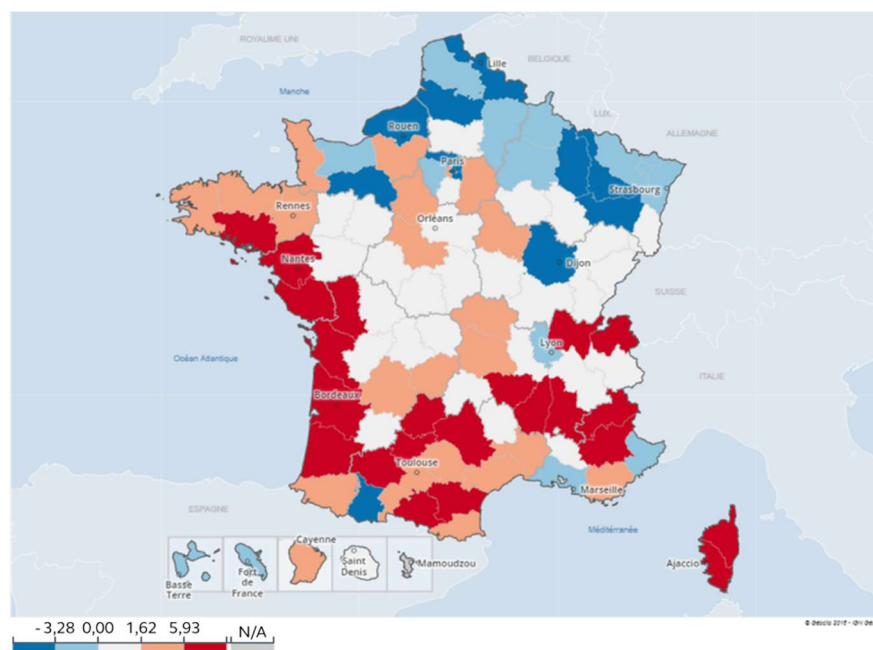 ROYAUME UNI
Lille
BELGIQUE
Manche
LUX.
Rouen
ALLEMAGNE
Paris
Strasbourg
Rennes
Orléans
Nantes
Dijon
SUISSE
Lyon
Océan Atlantique
ITALIE
Bordeaux
Toulouse
Marseille
ESPAGNE
Méditérranée
Cayenne
Saint
Denis
Mamoudzou
Fort
de
France
Basse
Terre
Ajaccio
-3,28 0,00 1,62 5,93 N/A